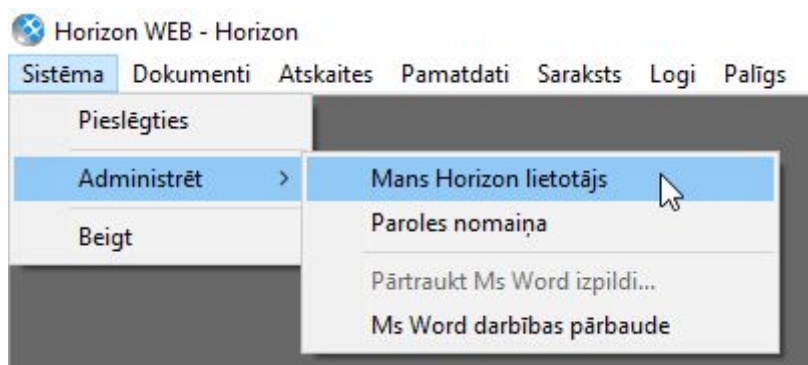 Horizon WEB - Horizon
Sistēma Dokumenti Atskaites Pamatdati Saraksts Logi Palīgs
Pieslēgties
Administrēt >
Beigt
Mans Horizon lietotājs
Paroles nomaiņa
Pārtraukt Ms Word izpildi...
Ms Word darbības pārbaude